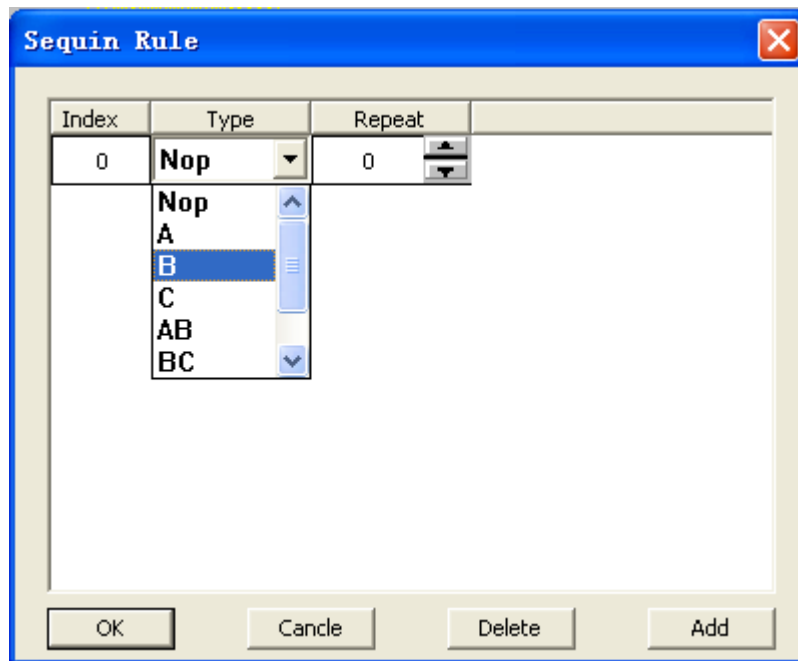 Sequin Rule
Index Type Repeat
0 Nop 0
Nop
A
B
C
AB
BC
OK Cancle Delete Add